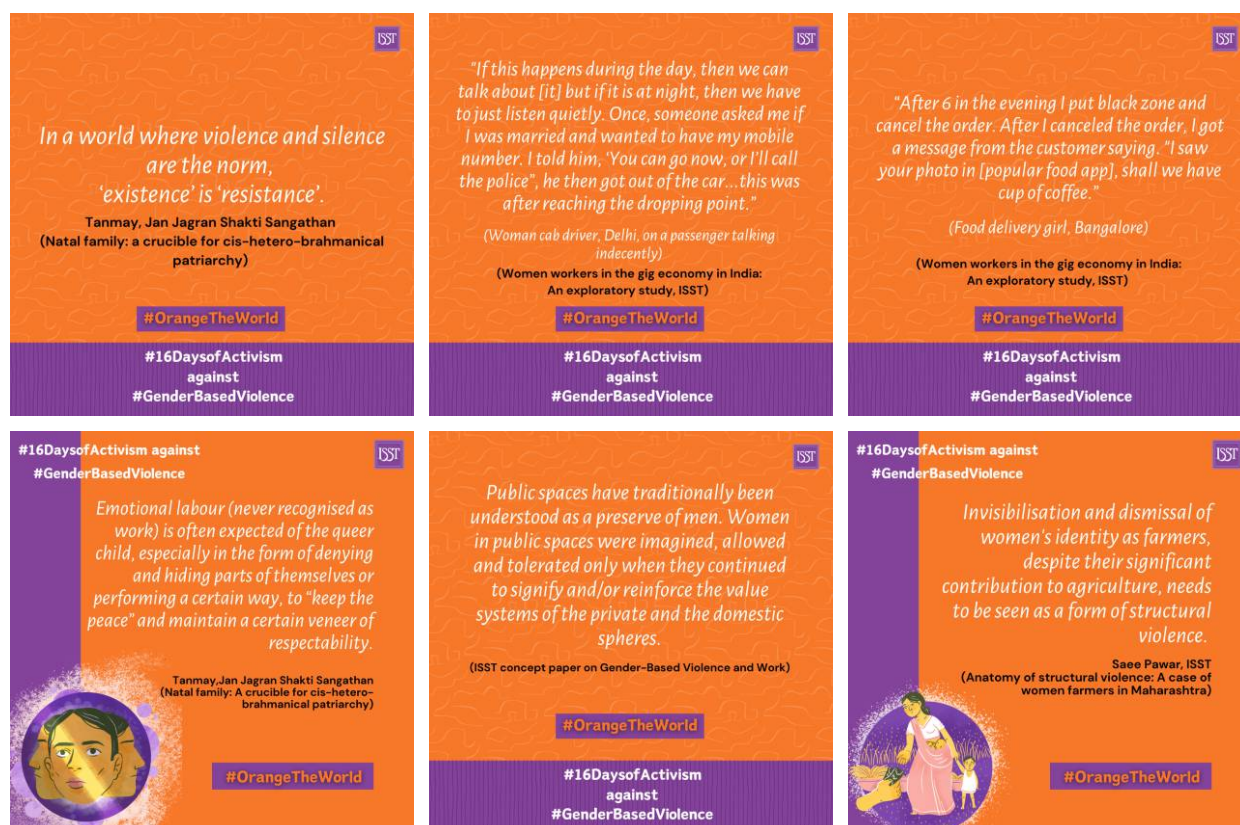 ISST
In a world where violence and silence
are the norm,
‘existence’ is ‘resistance’.
Tanmay, Jan Jagran Shakti Sangathan
(Natal family: a crucible for cis-hetero-brahmanical
patriarchy)
#OrangeTheWorld
#16DaysofActivism
against
#GenderBasedViolence
ISST
"If this happens during the day, then we can
talk about [it] but if it is at night, then we have
to just listen quietly. Once, someone asked me if
I was married and wanted to have my mobile
number. I told him, ‘You can go now, or I'll call
the police", he then got out of the car...this was
after reaching the dropping point."
(Woman cab driver, Delhi, on a passenger talking
indecently)
(Women workers in the gig economy in India:
An exploratory study, ISST)
#OrangeTheWorld
#16DaysofActivism
against
#GenderBasedViolence
ISST
"After 6 in the evening I put black zone and
cancel the order. After I canceled the order, I got
a message from the customer saying. "I saw
your photo in [popular food app], shall we have
cup of coffee."
(Food delivery girl, Bangalore)
(Women workers in the gig economy in India:
An exploratory study, ISST)
#OrangeTheWorld
#16DaysofActivism
against
#GenderBasedViolence
#16DaysofActivism against
#GenderBasedViolence
ISST
Emotional labour (never recognised as
work) is often expected of the queer
child, especially in the form of denying
and hiding parts of themselves or
performing a certain way, to "keep the
peace" and maintain a certain veneer of
respectability.
Tanmay,Jan Jagran Shakti Sangathan
(Natal family: A crucible for cis-hetero-
brahmanical patriarchy)
#OrangeTheWorld
ISST
Public spaces have traditionally been
understood as a preserve of men. Women
in public spaces were imagined, allowed
and tolerated only when they continued
to signify and/or reinforce the value
systems of the private and the domestic
spheres.
(ISST concept paper on Gender-Based Violence and Work)
#OrangeTheWorld
#16DaysofActivism
against
#GenderBasedViolence
#16DaysofActivism against
#GenderBasedViolence
ISST
Invisibilisation and dismissal of
women's identity as farmers,
despite their significant
contribution to agriculture, needs
to be seen as a form of structural
violence.
Saee Pawar, ISST
(Anatomy of structural violence: A case of
women farmers in Maharashtra)
#OrangeTheWorld